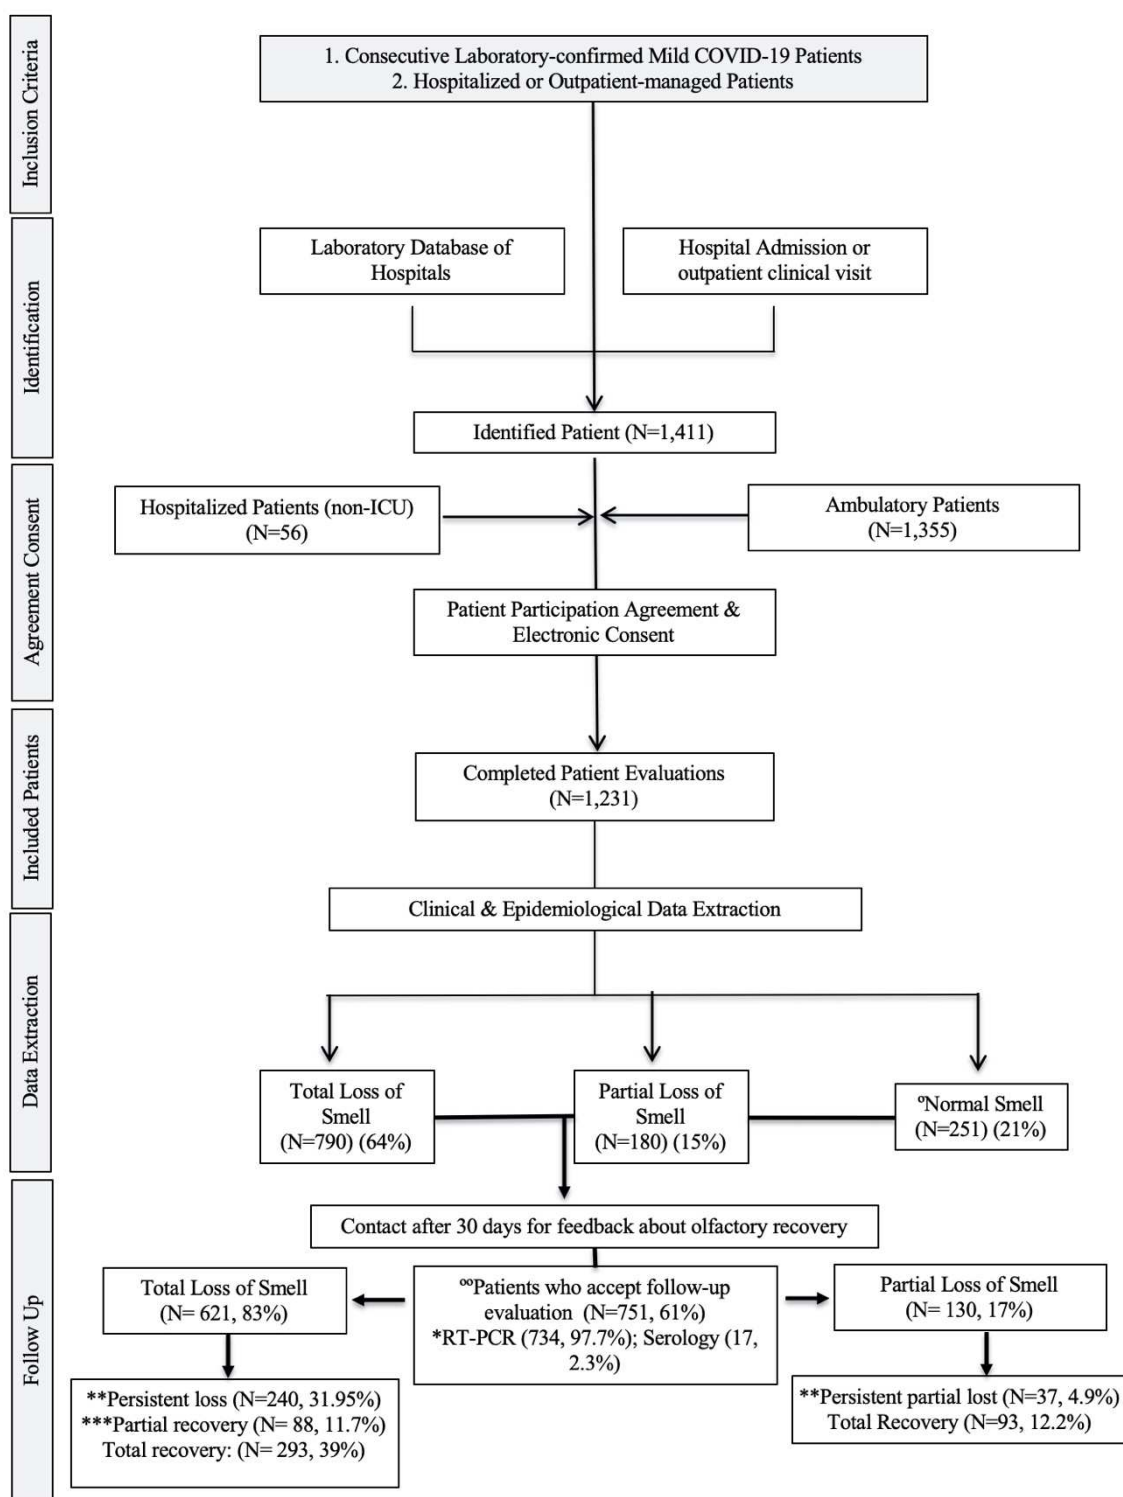 Inclusion Criteria
1. Consecutive Laboratory-confirmed Mild COVID-19 Patients
2. Hospitalized or Outpatient-managed Patients
Identification
Laboratory Database of
Hospitals
Hospital Admission or
outpatient clinical visit
Identified Patient (N=1,411)
Agreement Consent
Hospitalized Patients (non-ICU)
(N=56)
Ambulatory Patients
(N=1,355)
Patient Participation Agreement &
Electronic Consent
Included Patients
Completed Patient Evaluations
(N=1,231)
Clinical & Epidemiological Data Extraction
Data Extraction
Total Loss of
Smell
(N=790) (64%)
Partial Loss of
Smell
(N=180) (15%)
ºNormal Smell
(N=251) (21%)
Follow Up
Contact after 30 days for feedback about olfactory recovery
Total Loss of Smell
(N= 621, 83%)
ººPatients who accept follow-up
evaluation (N=751, 61%)
*RT-PCR (734, 97.7%); Serology (17,
2.3%)
Partial Loss of Smell
(N= 130, 17%)
**Persistent loss (N=240, 31.95%)
***Partial recovery (N= 88, 11.7%)
Total recovery: (N= 293, 39%)
**Persistent partial lost (N=37, 4.9%)
Total Recovery (N=93, 12.2%)